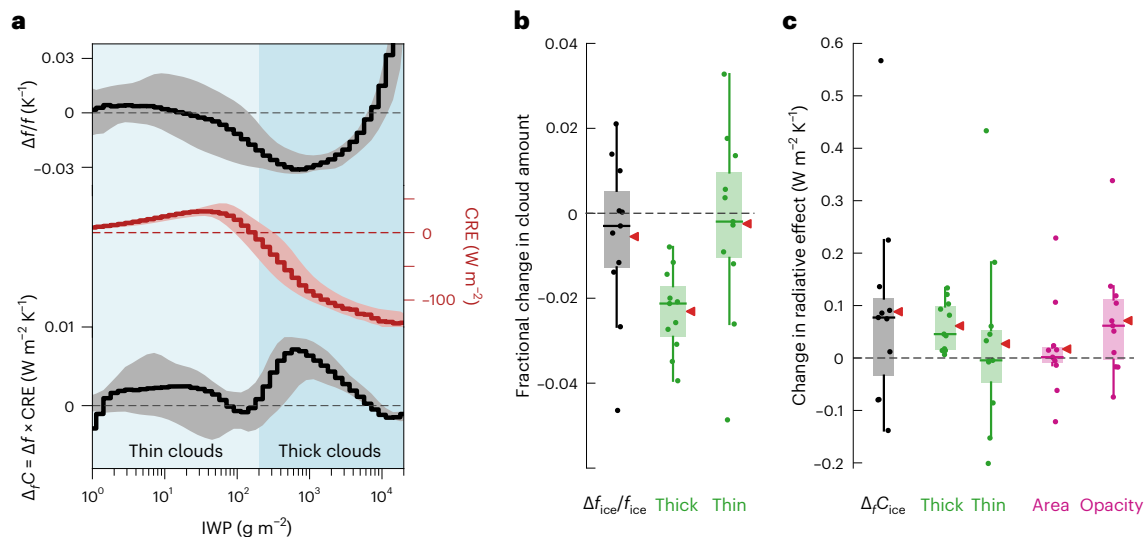 a
Δf/f (K⁻¹)
0.03
0
−0.03
CRE (W m⁻²)
0
−100
Δ_fC = Δf × CRE (W m⁻² K⁻¹)
0.01
0
Thin clouds
Thick clouds
10⁰ 10¹ 10² 10³ 10⁴
IWP (g m⁻²)
b
Fractional change in cloud amount
0.04
0.02
0
−0.02
−0.04
Δf_ice/f_ice Thick Thin
c
Change in radiative effect (W m⁻² K⁻¹)
0.6
0.5
0.4
0.3
0.2
0.1
0
−0.1
−0.2
Δ_fC_ice Thick Thin Area Opacity